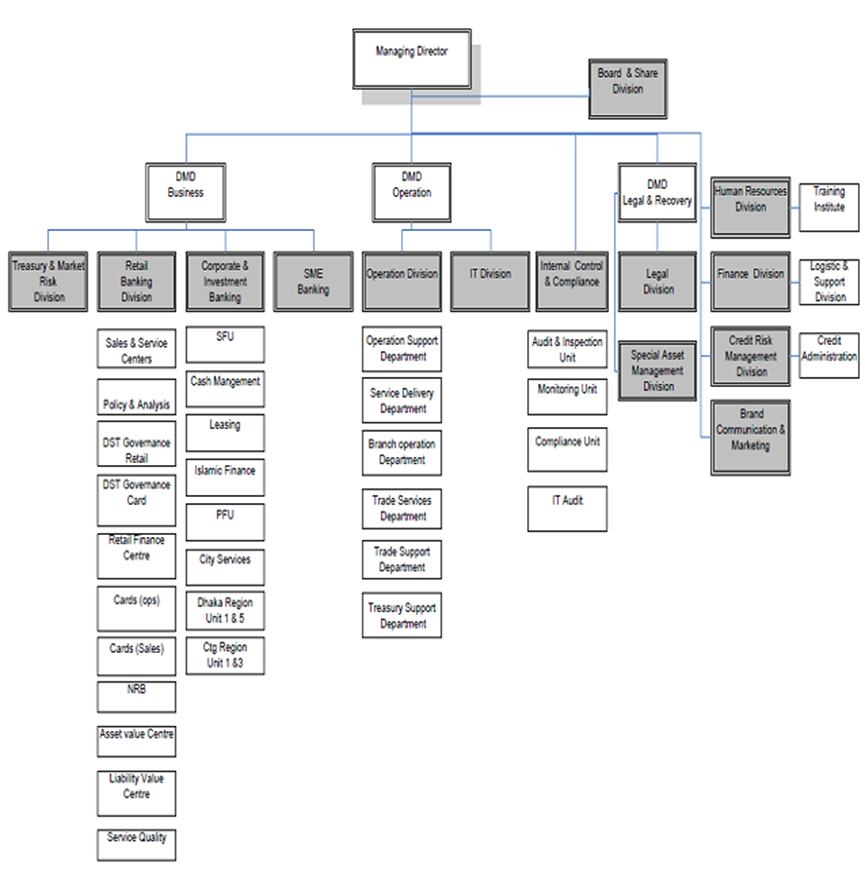 Managing Director
Board & Share
Division
DMD
Business
DMD
Operation
DMD
Legal & Recovery
Human Resources
Division
Training
Institute
Treasury & Market
Risk
Division
Retail
Banking
Division
Corporate &
Investment
Banking
SME
Banking
Operation Division
IT Division
Internal Control
& Compliance
Legal
Division
Finance Division
Logistic &
Support
Division
Sales & Service
Centers
Policy & Analysis
DST Governance
Retail
DST Governance
Card
Retail Finance
Centre
Cards (ops)
Cards (Sales)
NRB
Asset value Centre
Liability Value
Centre
Service Quality
SFU
Cash Mangement
Leasing
Islamic Finance
PFU
City Services
Dhaka Region
Unit 1 & 5
Ctg Region
Unit 1 &3
Operation Support
Department
Service Delivery
Department
Branch operation
Department
Trade Services
Department
Trade Support
Department
Treasury Support
Department
Audit & Inspection
Unit
Monitoring Unit
Compliance Unit
IT Audit
Special Asset
Management
Division
Credit Risk
Management
Division
Credit
Administration
Brand
Communication &
Marketing